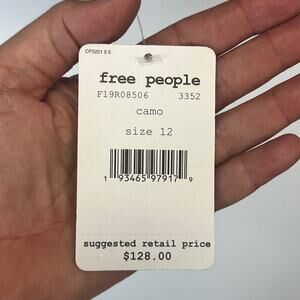 CP3221 5 5
free people
F19R08506 3352
camo
size 12
1 93465 97917 9
suggested retail price
$128.00